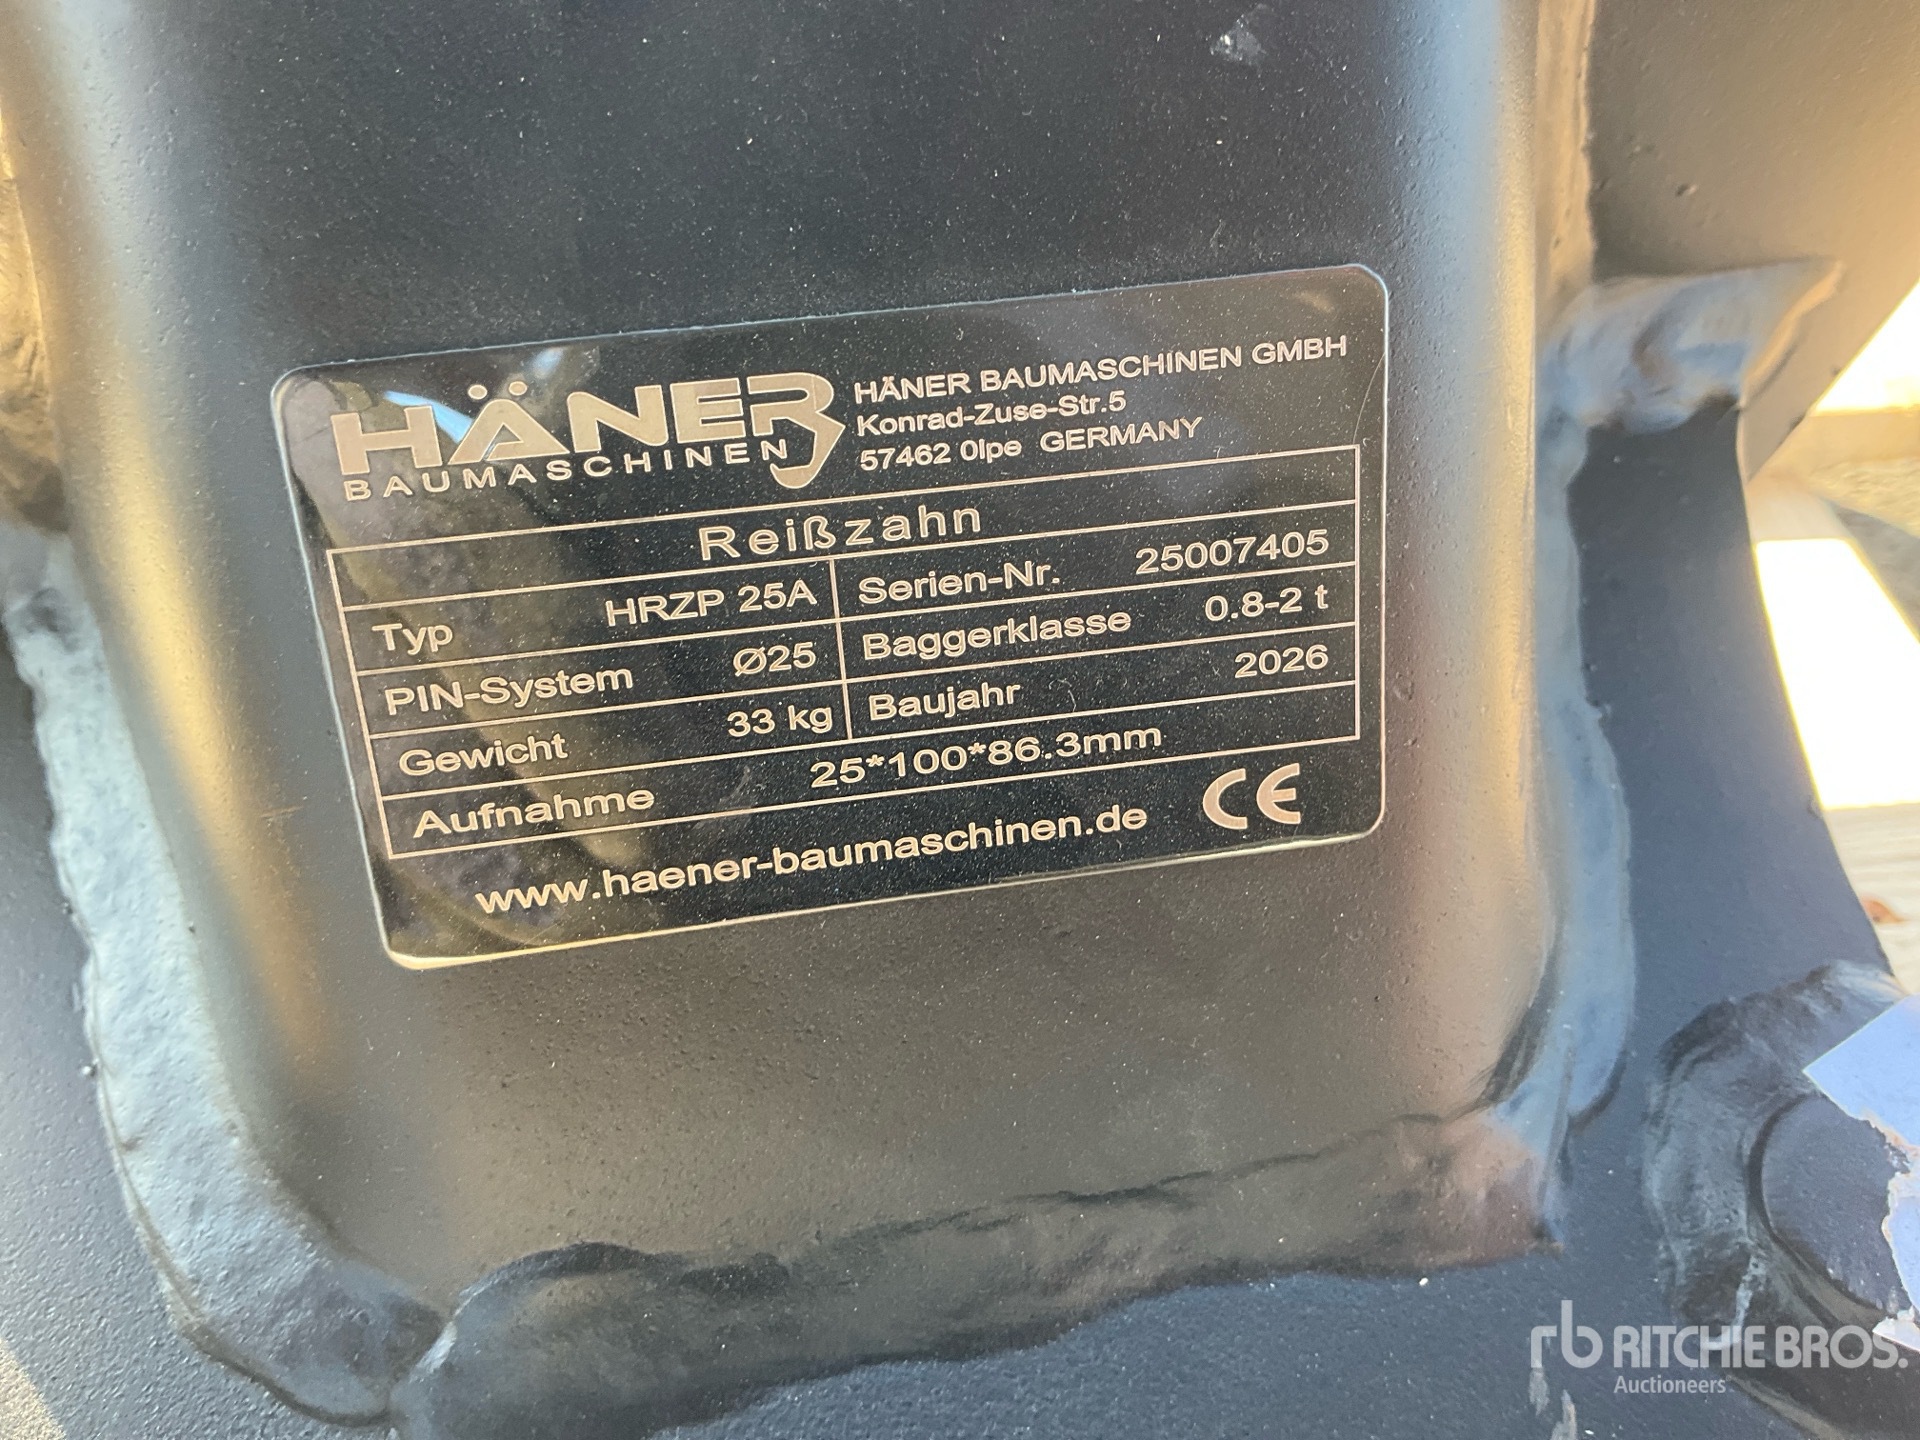 HÄNER
BAUMASCHINEN
HÄNER BAUMASCHINEN GMBH
Konrad-Zuse-Str.5
57462 Olpe GERMANY
Reißzahn
Typ HRZP 25A Serien-Nr. 25007405
PIN-System Ø25 Baggerklasse 0.8-2 t
Gewicht 33 kg Baujahr 2026
Aufnahme 25*100*86.3mm
www.haener-baumaschinen.de CE
rb RITCHIE BROS.
Auctioneers